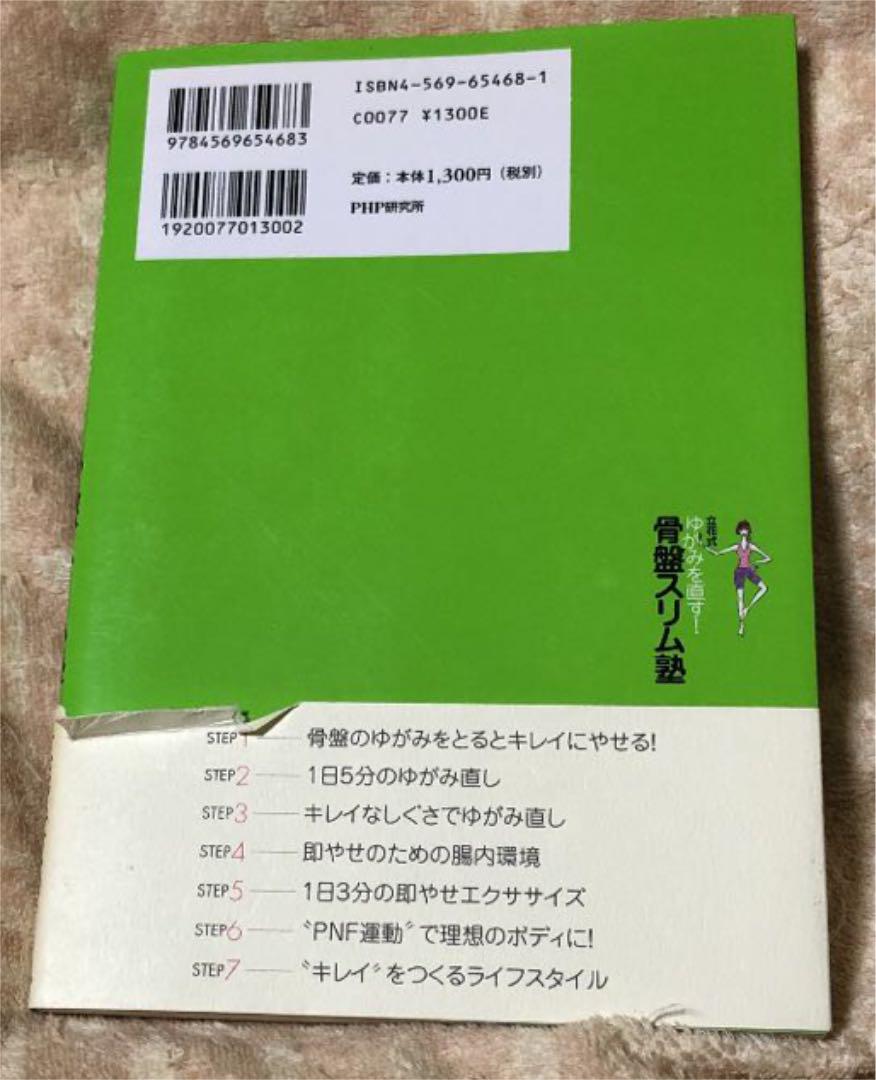 ISBN4-569-65468-1
C0077 ¥1300E
9784569654683
定価：本体1,300円（税別）
PHP研究所
1920077013002
立花式
ゆがみを直す!
骨盤スリム塾
STEP1 骨盤のゆがみをとるとキレイにやせる!
STEP2 1日5分のゆがみ直し
STEP3 キレイなしぐさでゆがみ直し
STEP4 即やせのための腸内環境
STEP5 1日3分の即やせエクササイズ
STEP6 〝PNF運動〟で理想のボディに!
STEP7 〝キレイ〟をつくるライフスタイル